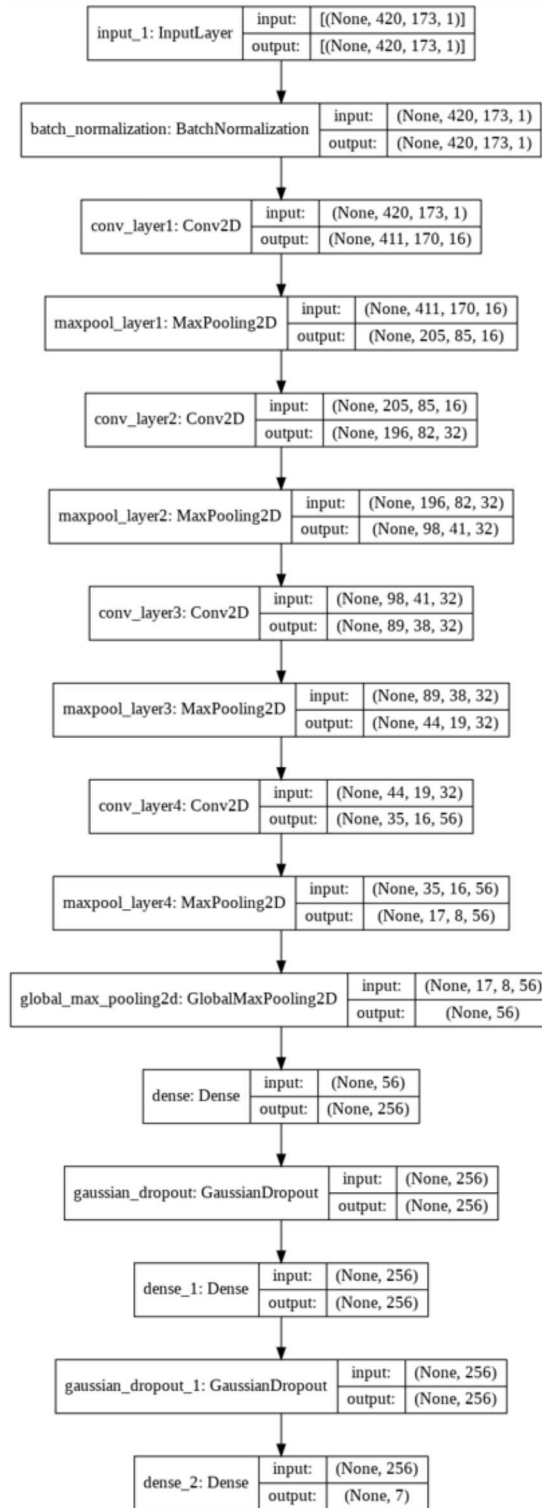 input_1: InputLayer
input: [(None, 420, 173, 1)]
output: [(None, 420, 173, 1)]
batch_normalization: BatchNormalization
input: (None, 420, 173, 1)
output: (None, 420, 173, 1)
conv_layer1: Conv2D
input: (None, 420, 173, 1)
output: (None, 411, 170, 16)
maxpool_layer1: MaxPooling2D
input: (None, 411, 170, 16)
output: (None, 205, 85, 16)
conv_layer2: Conv2D
input: (None, 205, 85, 16)
output: (None, 196, 82, 32)
maxpool_layer2: MaxPooling2D
input: (None, 196, 82, 32)
output: (None, 98, 41, 32)
conv_layer3: Conv2D
input: (None, 98, 41, 32)
output: (None, 89, 38, 32)
maxpool_layer3: MaxPooling2D
input: (None, 89, 38, 32)
output: (None, 44, 19, 32)
conv_layer4: Conv2D
input: (None, 44, 19, 32)
output: (None, 35, 16, 56)
maxpool_layer4: MaxPooling2D
input: (None, 35, 16, 56)
output: (None, 17, 8, 56)
global_max_pooling2d: GlobalMaxPooling2D
input: (None, 17, 8, 56)
output: (None, 56)
dense: Dense
input: (None, 56)
output: (None, 256)
gaussian_dropout: GaussianDropout
input: (None, 256)
output: (None, 256)
dense_1: Dense
input: (None, 256)
output: (None, 256)
gaussian_dropout_1: GaussianDropout
input: (None, 256)
output: (None, 256)
dense_2: Dense
input: (None, 256)
output: (None, 7)